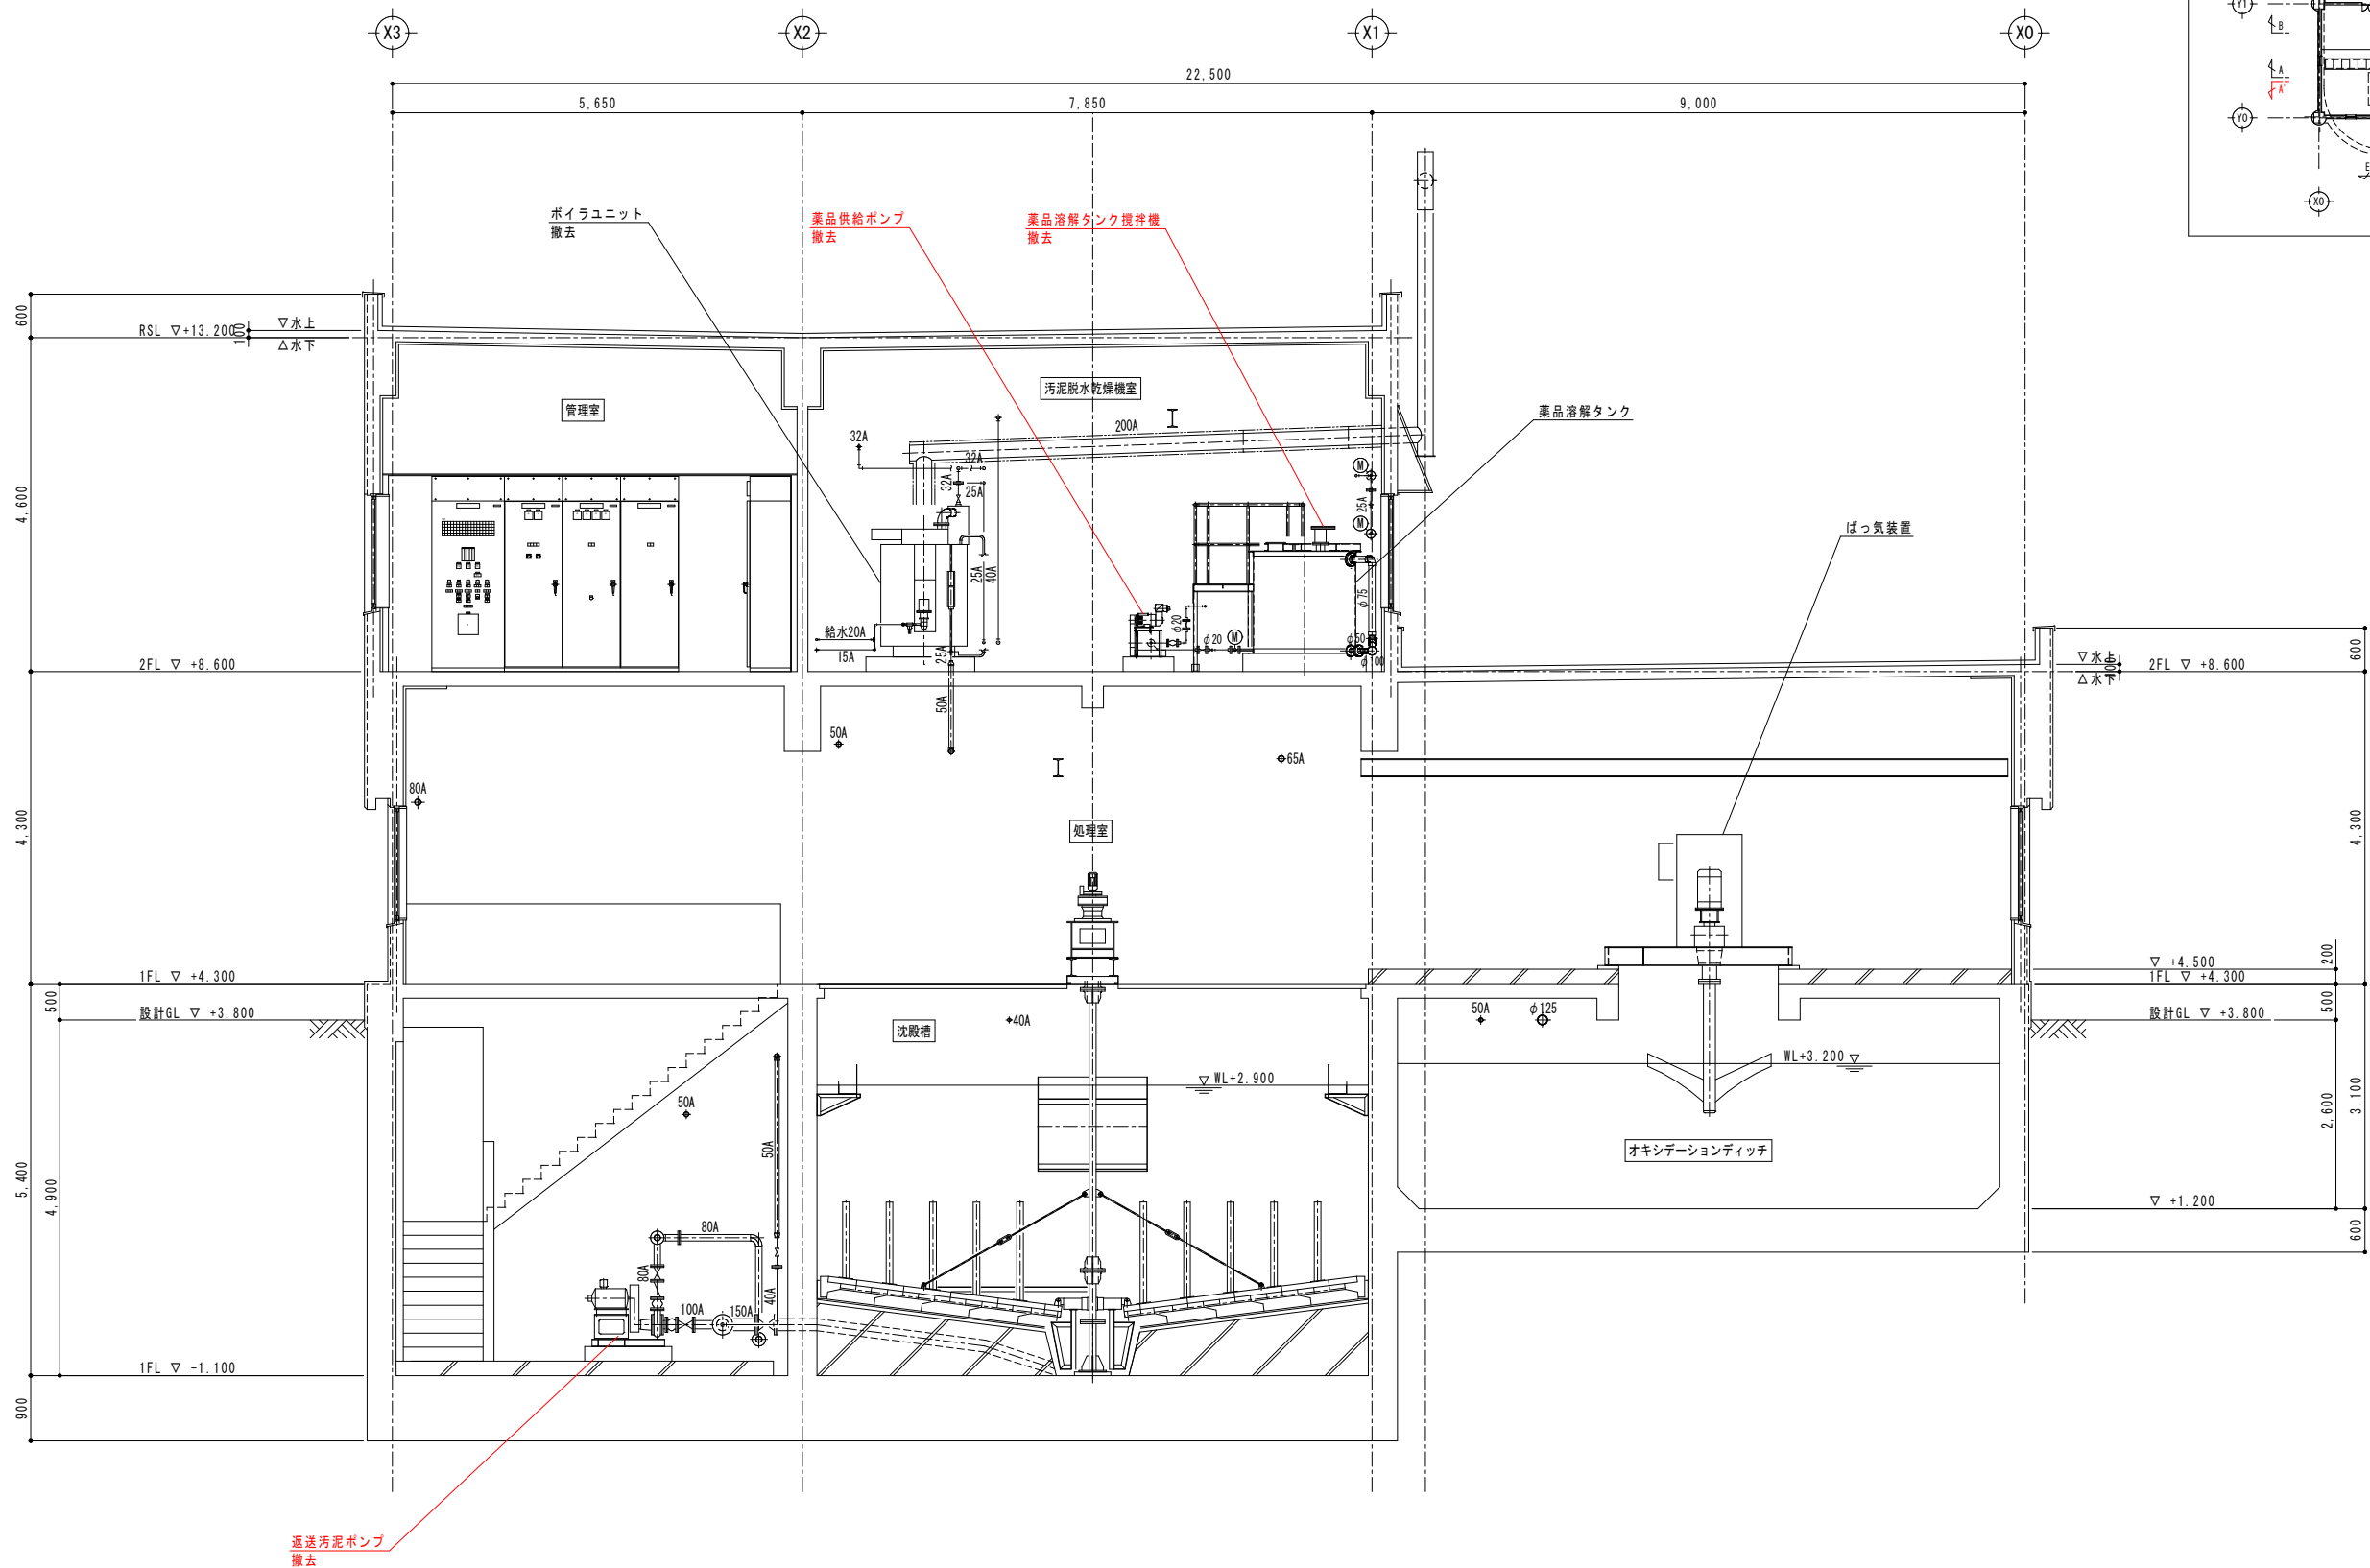 X3
X2
X1
X0
22,500
5,650
7,850
9,000
Y1
B
A
A'
Y0
X0
ボイラユニット
撤去
薬品供給ポンプ
撤去
薬品溶解タンク撹拌機
撤去
600
RSL ▽+13.200
100
▽水上
△水下
管理室
汚泥脱水乾燥機室
200A
薬品溶解タンク
32A
32A
32A
25A
M
25A
M
4,600
ばっ気装置
25A
40A
φ75
φ20
給水20A
15A
25A
φ20
M
φ50
φ100
2FL ▽ +8.600
▽水上
△水下
100
2FL ▽ +8.600
600
50A
50A
65A
80A
4,300
処理室
4,300
1FL ▽ +4.300
▽ +4.500
1FL ▽ +4.300
200
500
設計GL ▽ +3.800
沈殿槽
40A
50A
φ125
設計GL ▽ +3.800
500
▽ WL+2.900
WL+3.200 ▽
50A
50A
オキシデーションディッチ
2,600
3,100
5,400
4,900
▽ +1.200
600
80A
80A
40A
100A
150A
1FL ▽ -1.100
900
返送汚泥ポンプ
撤去